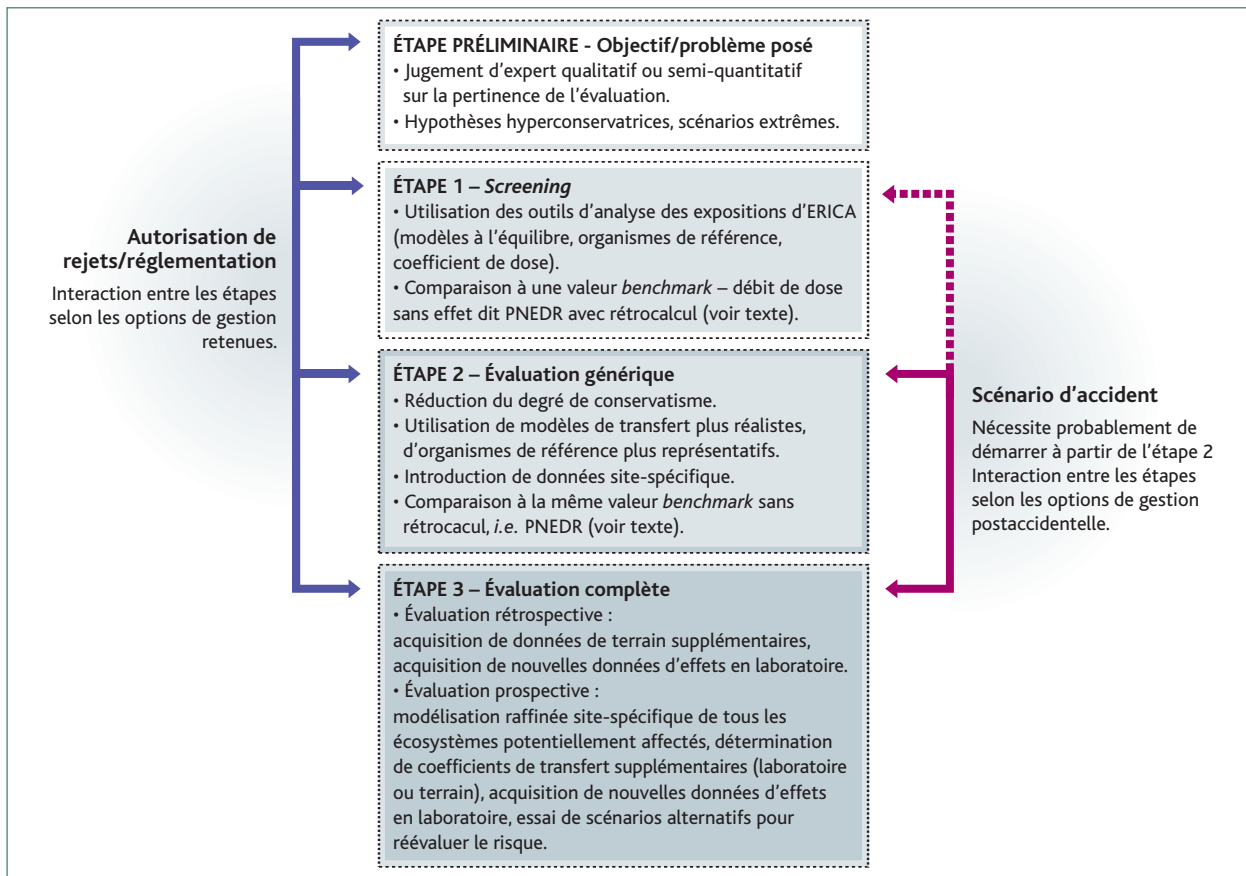 ÉTAPE PRÉLIMINAIRE - Objectif/problème posé
• Jugement d'expert qualitatif ou semi-quantitatif
sur la pertinence de l'évaluation.
• Hypothèses hyperconservatrices, scénarios extrêmes.
ÉTAPE 1 – Screening
• Utilisation des outils d'analyse des expositions d'ERICA
(modèles à l'équilibre, organismes de référence,
coefficient de dose).
• Comparaison à une valeur benchmark – débit de dose
sans effet dit PNEDR avec rétrocalcul (voir texte).
Autorisation de
rejets/réglementation
Interaction entre les étapes
selon les options de gestion
retenues.
ÉTAPE 2 – Évaluation générique
• Réduction du degré de conservatisme.
• Utilisation de modèles de transfert plus réalistes,
d'organismes de référence plus représentatifs.
• Introduction de données site-spécifique.
• Comparaison à la même valeur benchmark sans
rétrocacul, i.e. PNEDR (voir texte).
Scénario d'accident
Nécessite probablement de
démarrer à partir de l'étape 2
Interaction entre les étapes
selon les options de gestion
postaccidentelle.
ÉTAPE 3 – Évaluation complète
• Évaluation rétrospective :
acquisition de données de terrain supplémentaires,
acquisition de nouvelles données d'effets en laboratoire.
• Évaluation prospective :
modélisation raffinée site-spécifique de tous les
écosystèmes potentiellement affectés, détermination
de coefficients de transfert supplémentaires (laboratoire
ou terrain), acquisition de nouvelles données d'effets
en laboratoire, essai de scénarios alternatifs pour
réévaluer le risque.